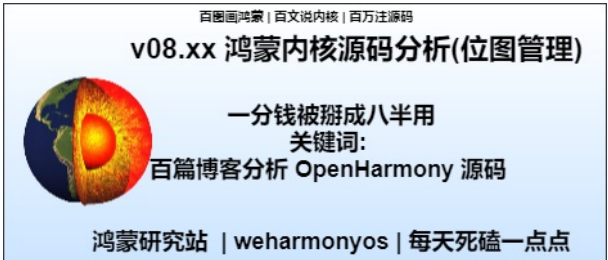 百图画鸿蒙 | 百文说内核 | 百万注源码
v08.xx 鸿蒙内核源码分析(位图管理)
一分钱被掰成八半用
关键词:
百篇博客分析 OpenHarmony 源码
鸿蒙研究站 | weharmonyos | 每天死磕一点点